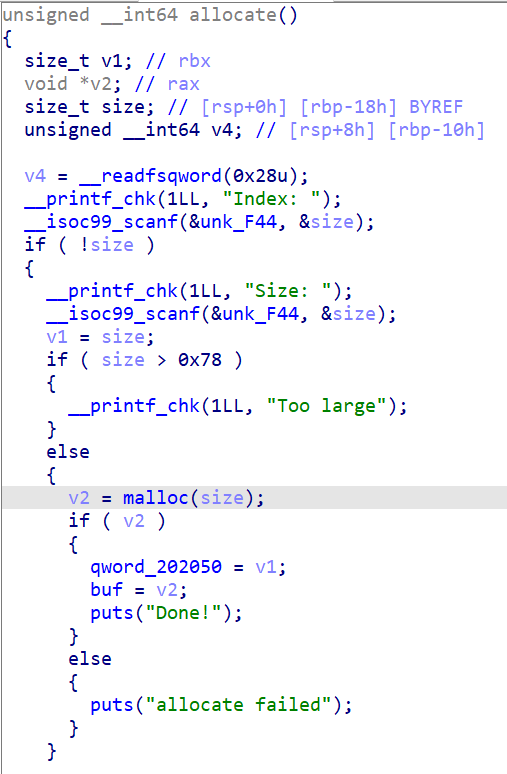 unsigned __int64 allocate()
{
  size_t v1; // rbx
  void *v2; // rax
  size_t size; // [rsp+0h] [rbp-18h] BYREF
  unsigned __int64 v4; // [rsp+8h] [rbp-10h]

  v4 = __readfsqword(0x28u);
  __printf_chk(1LL, "Index: ");
  __isoc99_scanf(&unk_F44, &size);
  if ( !size )
  {
    __printf_chk(1LL, "Size: ");
    __isoc99_scanf(&unk_F44, &size);
    v1 = size;
    if ( size > 0x78 )
    {
      __printf_chk(1LL, "Too large");
    }
    else
    {
      v2 = malloc(size);
      if ( v2 )
      {
        qword_202050 = v1;
        buf = v2;
        puts("Done!");
      }
      else
      {
        puts("allocate failed");
      }
    }